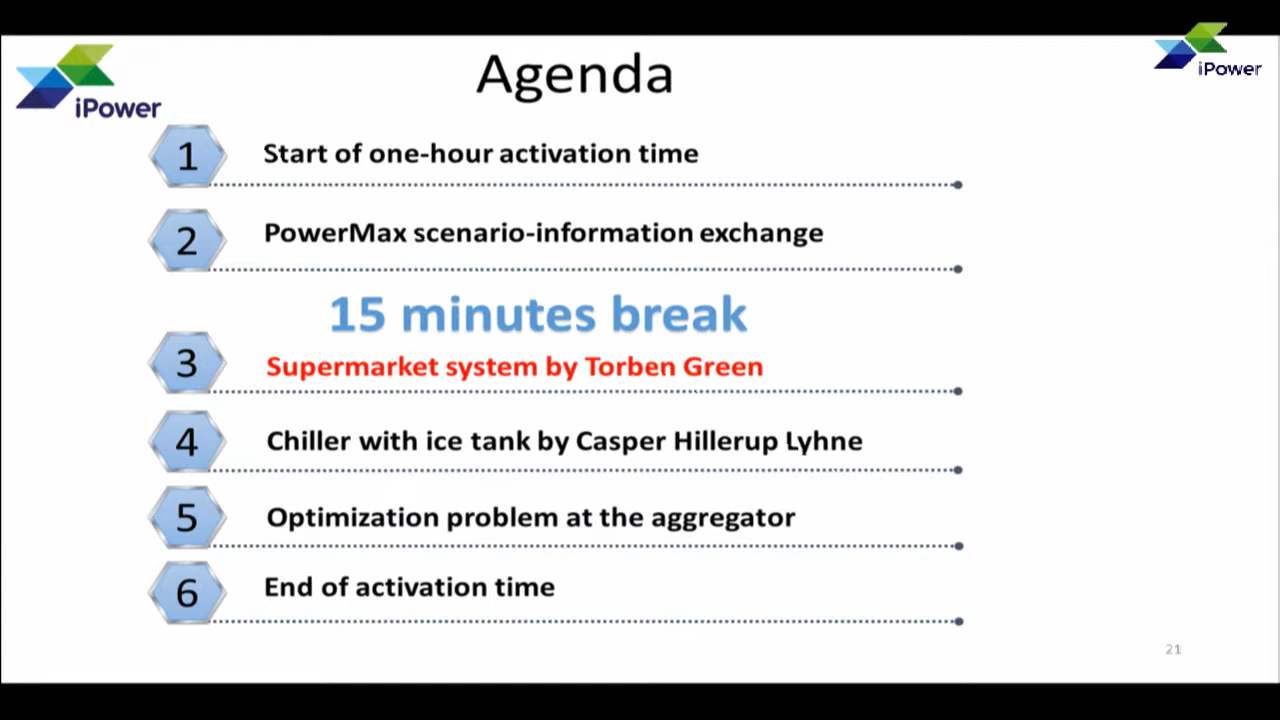 Agenda
iPower
iPower
1 Start of one-hour activation time
2 PowerMax scenario-information exchange
15 minutes break
3 Supermarket system by Torben Green
4 Chiller with ice tank by Casper Hillerup Lyhne
5 Optimization problem at the aggregator
6 End of activation time
21